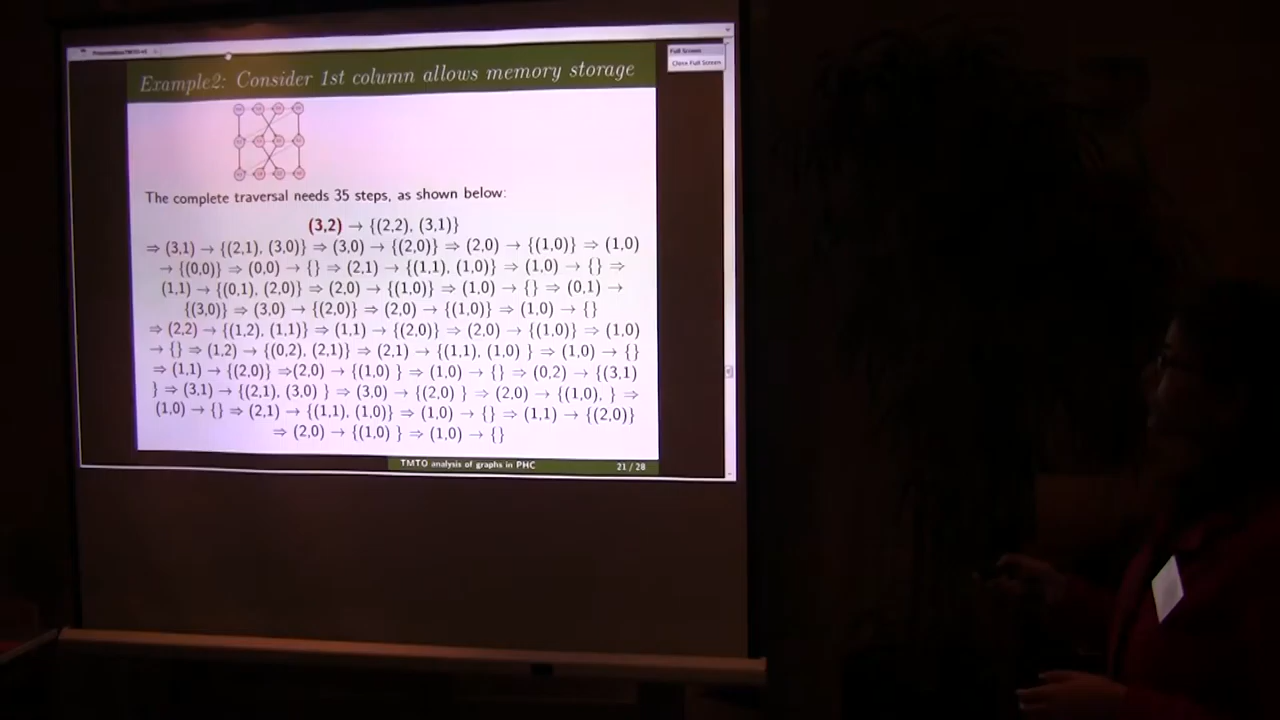 Full Screen
Close Full Screen
Example2: Consider 1st column allows memory storage
The complete traversal needs 35 steps, as shown below:
(3,2) → {(2,2), (3,1)}
⇒ (3,1) → {(2,1), (3,0)} ⇒ (3,0) → {(2,0)} ⇒ (2,0) → {(1,0)} ⇒ (1,0)
→ {(0,0)} ⇒ (0,0) → {} ⇒ (2,1) → {(1,1), (1,0)} ⇒ (1,0) → {} ⇒
(1,1) → {(0,1), (2,0)} ⇒ (2,0) → {(1,0)} ⇒ (1,0) → {} ⇒ (0,1) →
{(3,0)} ⇒ (3,0) → {(2,0)} ⇒ (2,0) → {(1,0)} ⇒ (1,0) → {}
⇒ (2,2) → {(1,2), (1,1)} ⇒ (1,1) → {(2,0)} ⇒ (2,0) → {(1,0)} ⇒ (1,0)
→ {} ⇒ (1,2) → {(0,2), (2,1)} ⇒ (2,1) → {(1,1), (1,0) } ⇒ (1,0) → {}
⇒ (1,1) → {(2,0)} ⇒(2,0) → {(1,0) } ⇒ (1,0) → {} ⇒ (0,2) → {(3,1)
} ⇒ (3,1) → {(2,1), (3,0) } ⇒ (3,0) → {(2,0) } ⇒ (2,0) → {(1,0), } ⇒
(1,0) → {} ⇒ (2,1) → {(1,1), (1,0)} ⇒ (1,0) → {} ⇒ (1,1) → {(2,0)}
⇒ (2,0) → {(1,0) } ⇒ (1,0) → {}
TMTO analysis of graphs in PHC 21 / 28